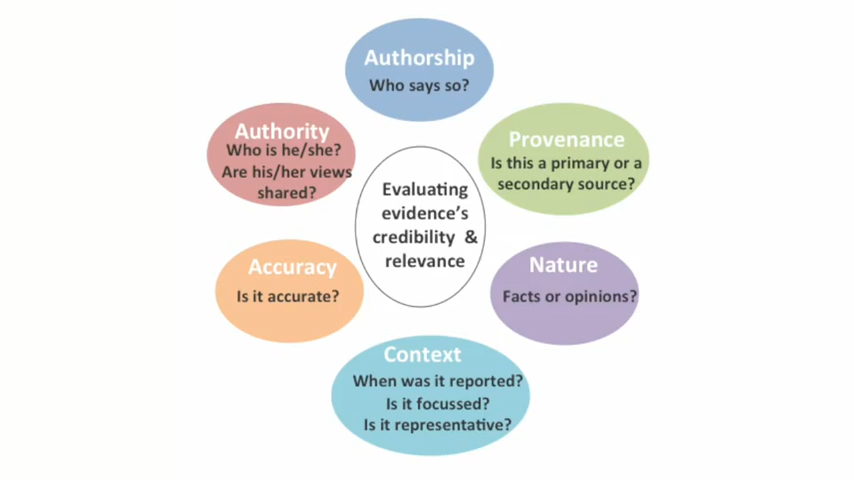 Authorship
Who says so?
Authority
Who is he/she?
Are his/her views
shared?
Provenance
Is this a primary or a
secondary source?
Evaluating
evidence's
credibility & 
relevance
Accuracy
Is it accurate?
Nature
Facts or opinions?
Context
When was it reported?
Is it focussed?
Is it representative?